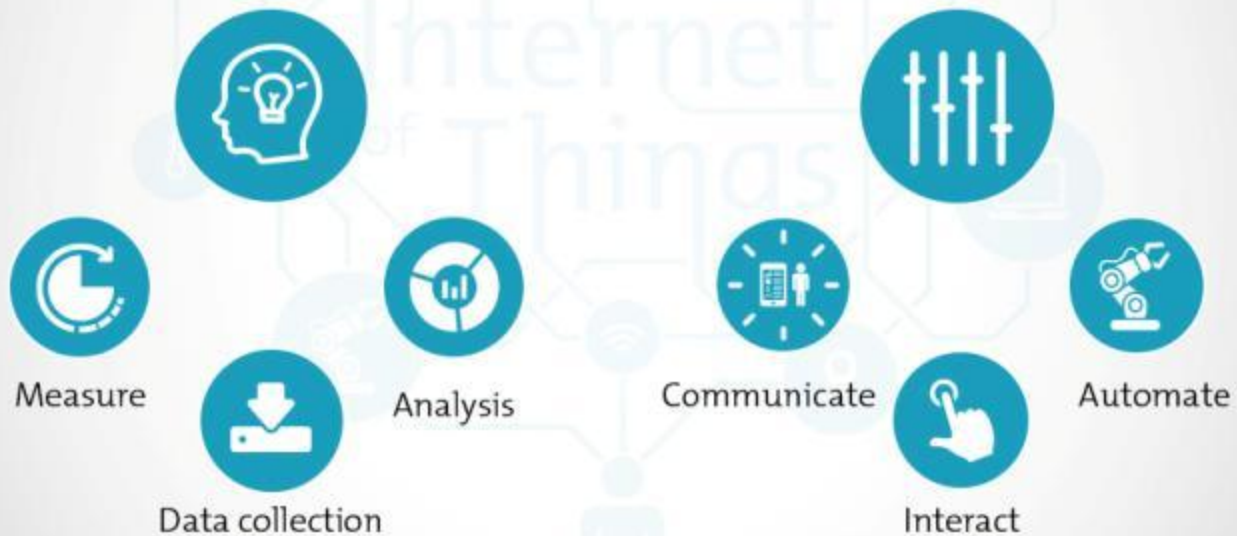 Internet
of Things
Measure
Analysis
Data collection
Communicate
Automate
Interact